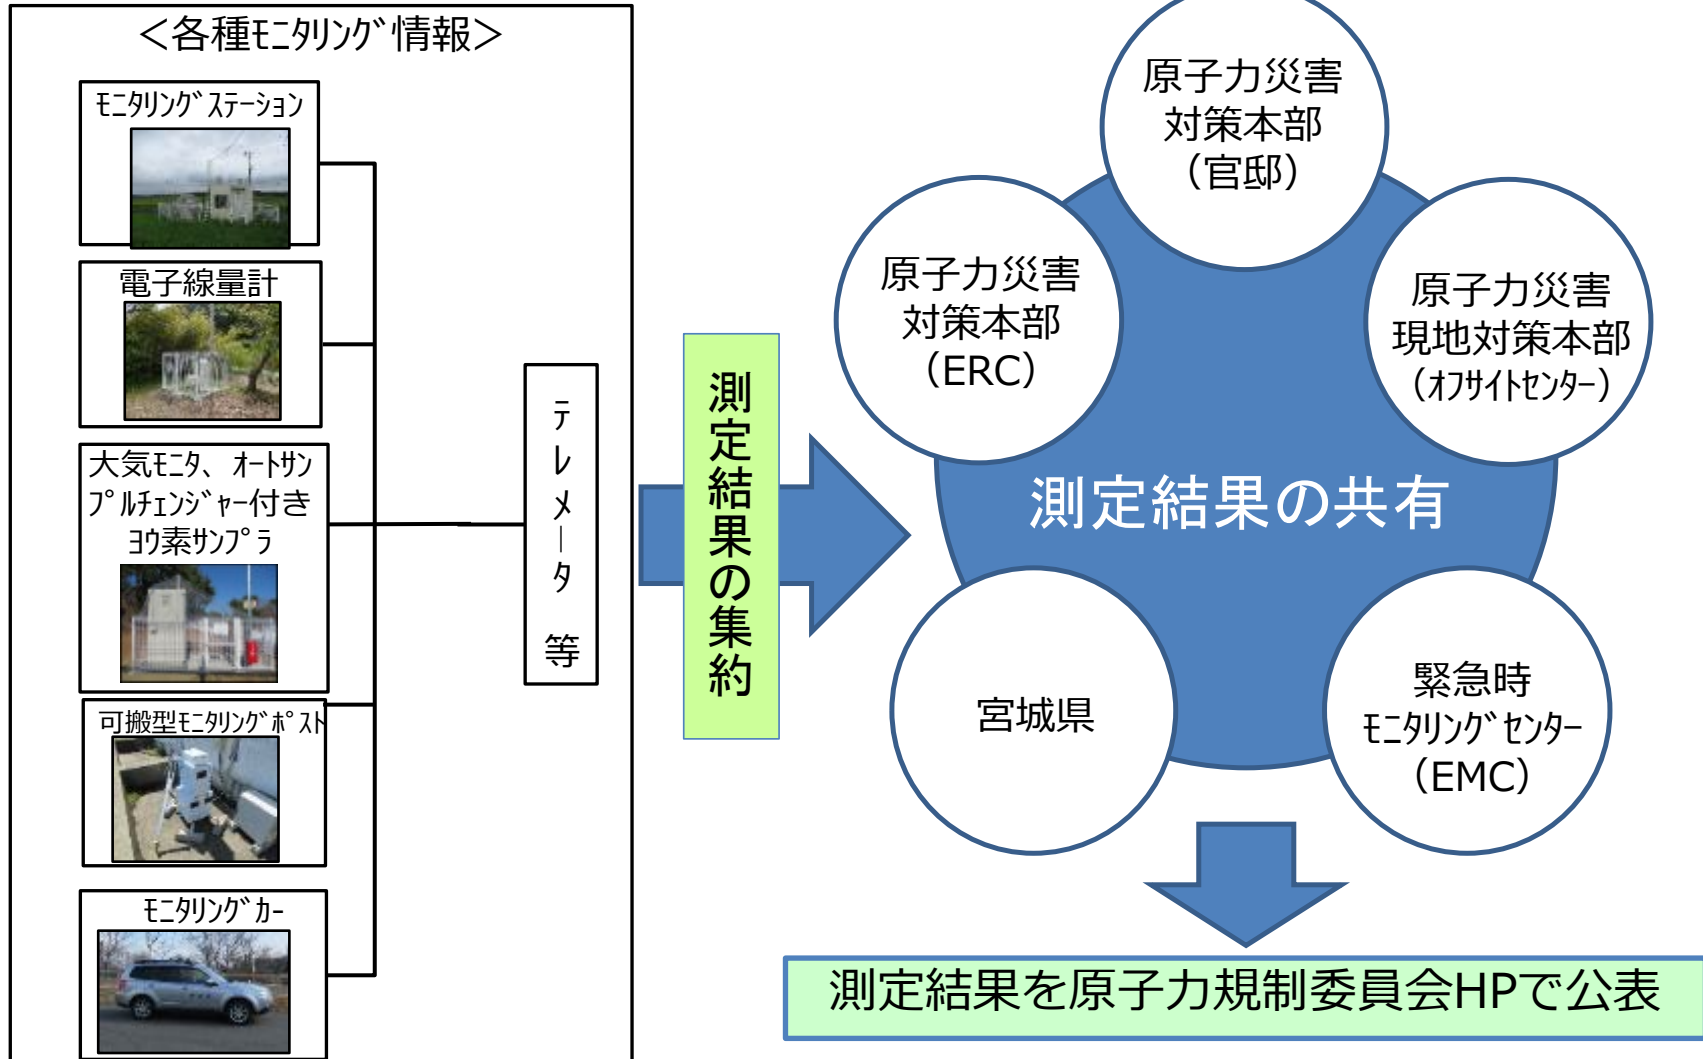 ＜各種ﾓﾆﾀﾘﾝｸﾞ情報＞
ﾓﾆﾀﾘﾝｸﾞｽﾃｰｼｮﾝ
電子線量計
大気ﾓﾆﾀ、ｵｰﾄｻﾝ
ﾌﾟﾙﾁｪﾝｼﾞｬｰ付き
ﾖｳ素ｻﾝﾌﾟﾗ
可搬型ﾓﾆﾀﾘﾝｸﾞﾎﾟｽﾄ
ﾓﾆﾀﾘﾝｸﾞｶｰ
テレメータ　等
測定結果の集約
原子力災害
対策本部
（官邸）
原子力災害
対策本部
（ERC）
原子力災害
現地対策本部
（ｵﾌｻｲﾄｾﾝﾀｰ）
測定結果の共有
宮城県
緊急時
ﾓﾆﾀﾘﾝｸﾞｾﾝﾀｰ
（EMC）
測定結果を原子力規制委員会HPで公表